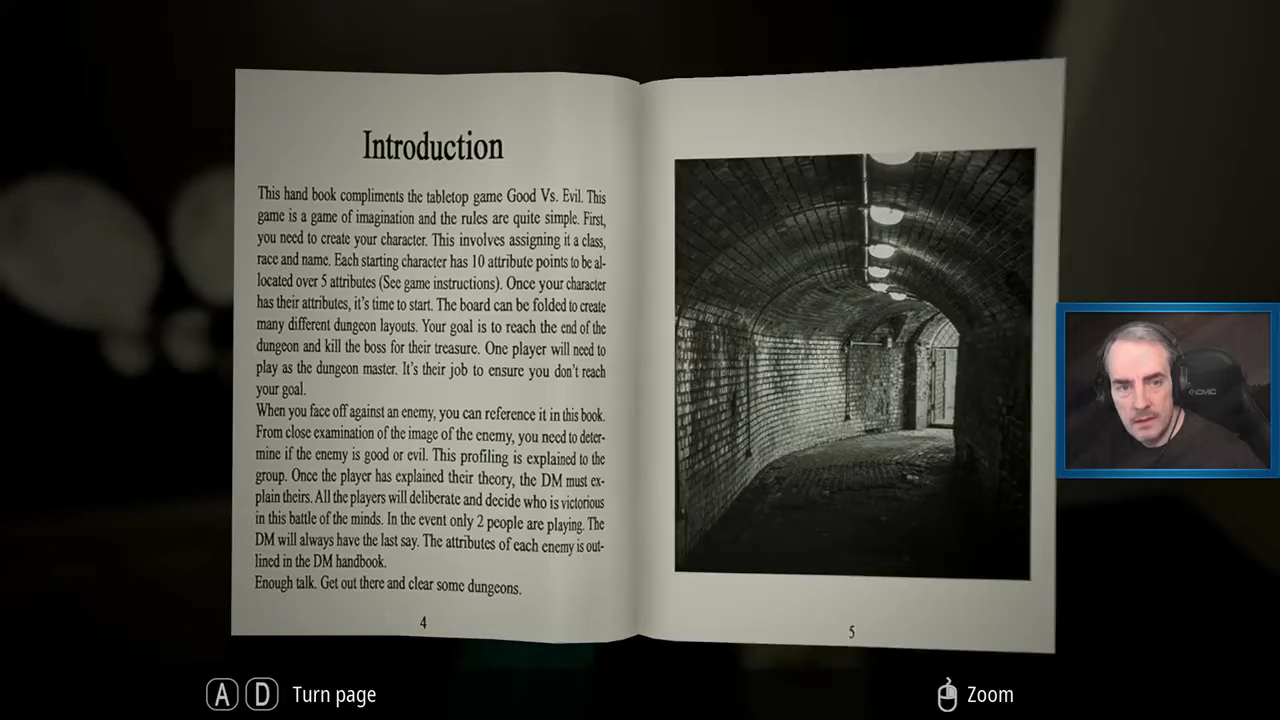 Introduction
This hand book compliments the tabletop game Good Vs. Evil. This
game is a game of imagination and the rules are quite simple. First,
you need to create your character. This involves assigning it a class,
race and name. Each starting character has 10 attribute points to be al-
located over 5 attributes (See game instructions). Once your character
has their attributes, it's time to start. The board can be folded to create
many different dungeon layouts. Your goal is to reach the end of the
dungeon and kill the boss for their treasure. One player will need to
play as the dungeon master. It's their job to ensure you don't reach
your goal.
When you face off against an enemy, you can reference it in this book.
From close examination of the image of the enemy, you need to deter-
mine if the enemy is good or evil. This profiling is explained to the
group. Once the player has explained their theory, the DM must ex-
plain theirs. All the players will deliberate and decide who is victorious
in this battle of the minds. In the event only 2 people are playing. The
DM will always have the last say. The attributes of each enemy is out-
lined in the DM handbook.
Enough talk. Get out there and clear some dungeons.
4
5
A D Turn page
Zoom